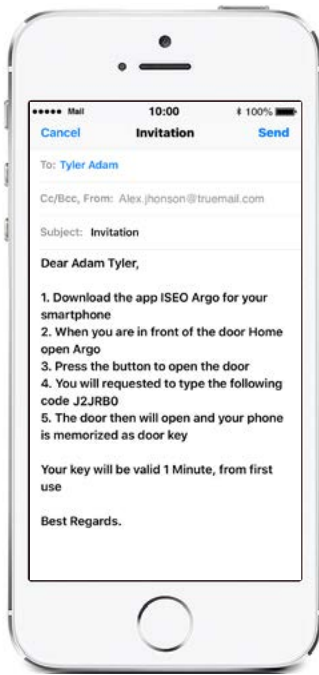 Mail 10:00 100%
Cancel Invitation Send
To: Tyler Adam
Cc/Bcc, From: Alex.jhonson@truemail.com
Subject: Invitation
Dear Adam Tyler,
1. Download the app ISEO Argo for your
smartphone
2. When you are in front of the door Home
open Argo
3. Press the button to open the door
4. You will requested to type the following
code J2JRB0
5. The door then will open and your phone
is memorized as door key
Your key will be valid 1 Minute, from first
use
Best Regards.